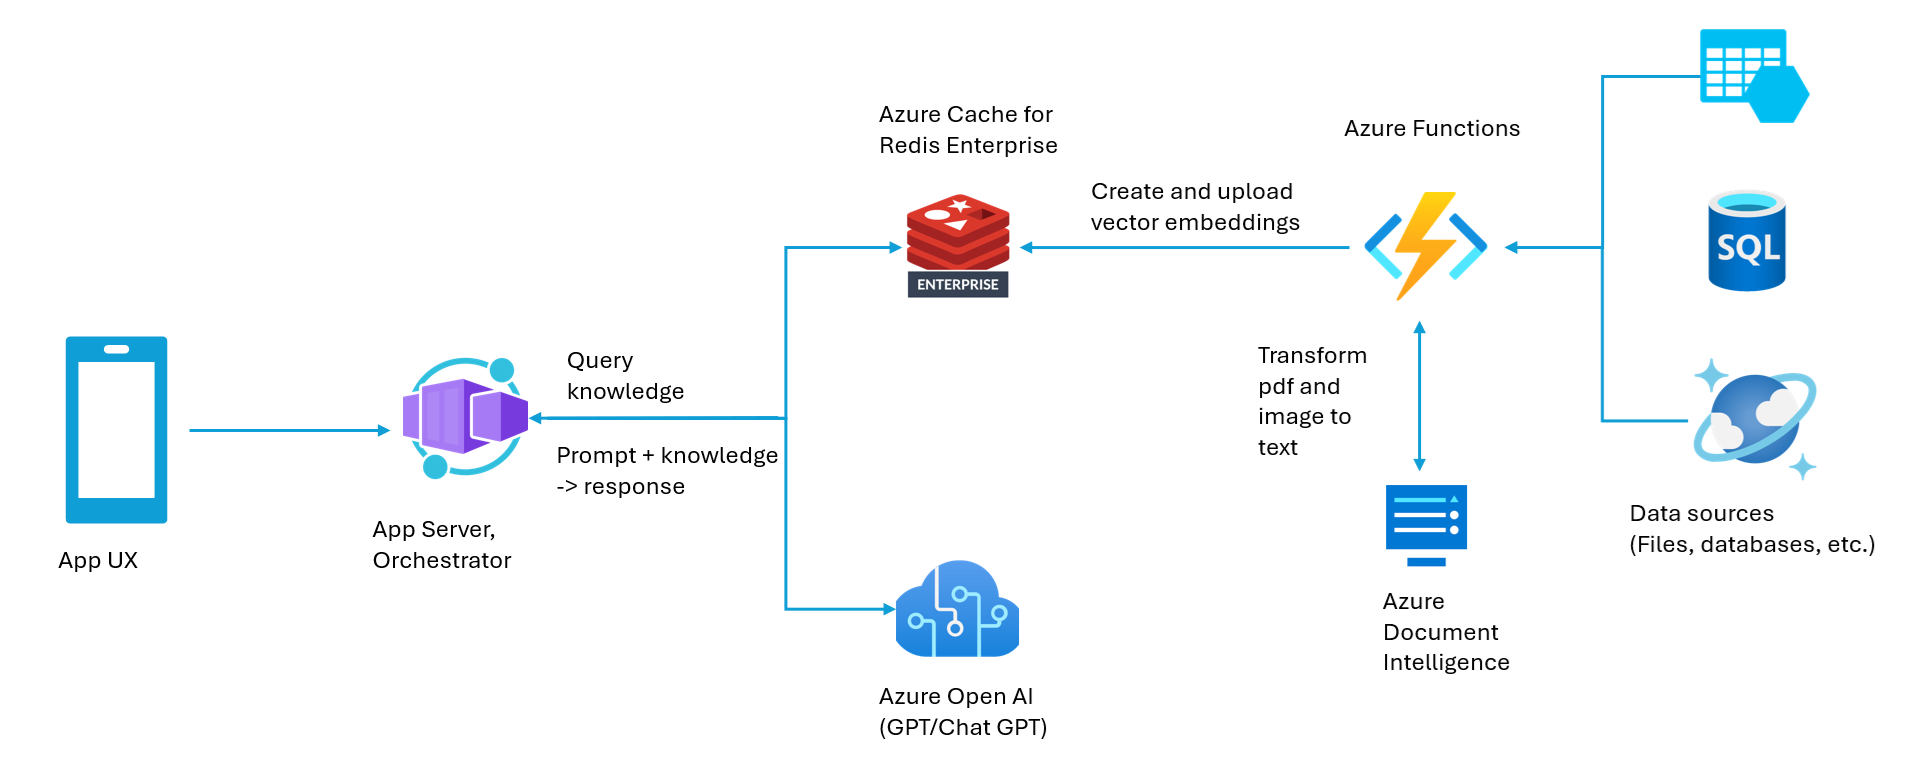 Azure Cache for
Redis Enterprise
ENTERPRISE
Create and upload
vector embeddings
Azure Functions
SQL
Query
knowledge
Prompt + knowledge
-> response
Transform
pdf and
image to
text
App UX
App Server,
Orchestrator
Azure Open AI
(GPT/Chat GPT)
Azure
Document
Intelligence
Data sources
(Files, databases, etc.)